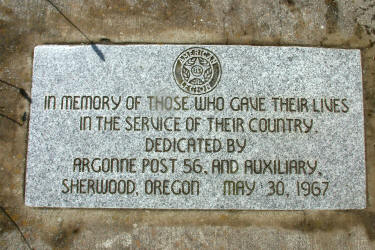 AMERICAN
LEGION
IN MEMORY OF THOSE WHO GAVE THEIR LIVES
IN THE SERVICE OF THEIR COUNTRY.
DEDICATED BY
ARGONNE POST 56, AND AUXILIARY,
SHERWOOD, OREGON MAY 30, 1967